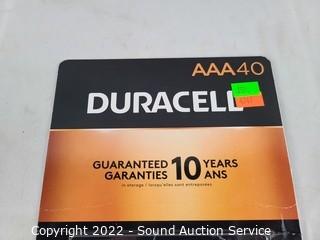 AAA40
DURACELL
GUARANTEED 10 YEARS
GARANTIES ANS
in storage / lorsqu'elles sont entreposées
Copyright 2022 - Sound Auction Service